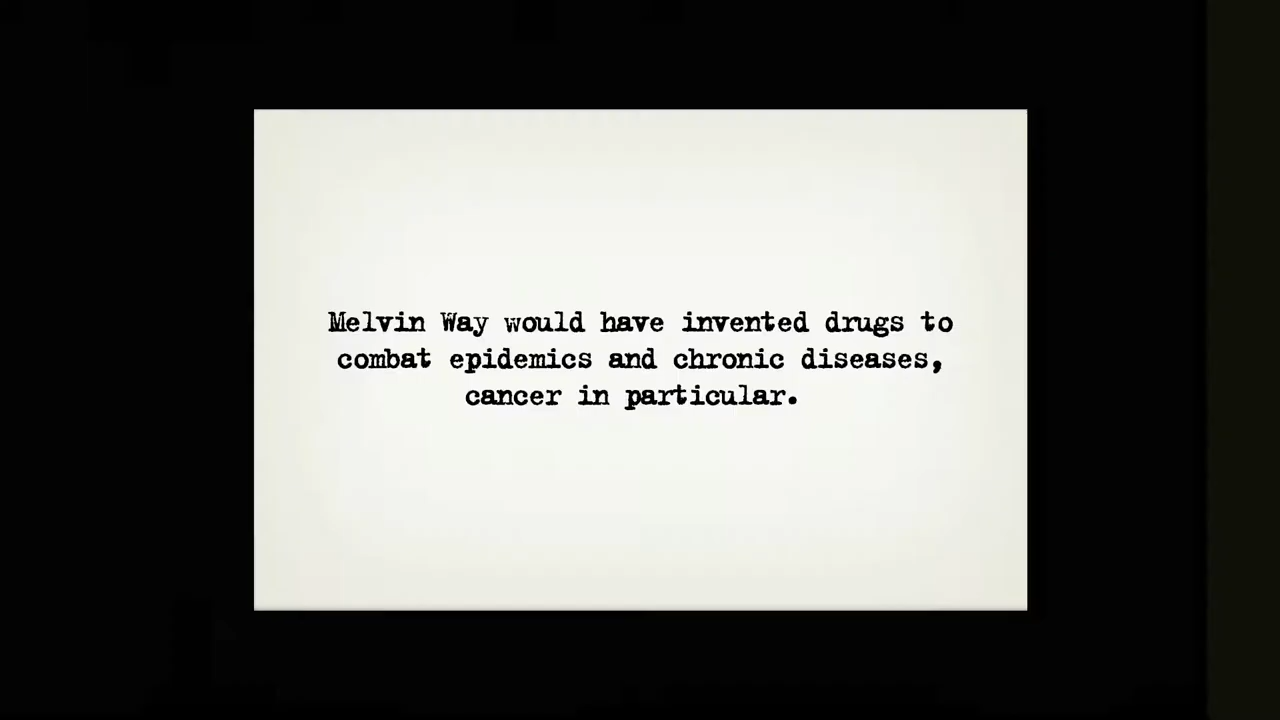 Melvin Way would have invented drugs to
combat epidemics and chronic diseases,
cancer in particular.